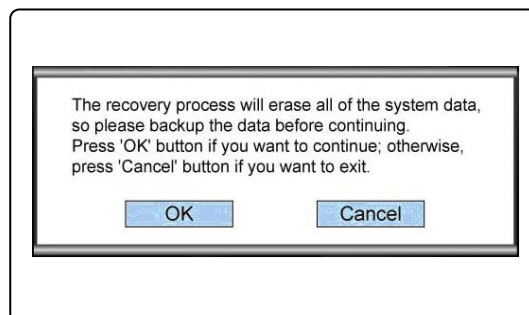 The recovery process will erase all of the system data,
so please backup the data before continuing.
Press 'OK' button if you want to continue; otherwise,
press 'Cancel' button if you want to exit.
OK
Cancel